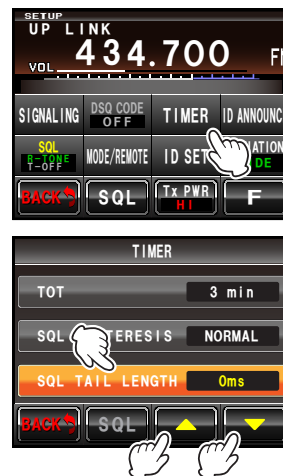 SETUP
UP LINK
VOL 434.700
SIGNALING DSQ CODE OFF TIMER ID ANNOUNC
SQL R-TONE T-OFF MODE/REMOTE ID SET DE
BACK SQL Tx PWR HI F
TIMER
TOT 3 min
SQL NORMAL
SQL TAIL LENGTH 0ms
BACK SQL